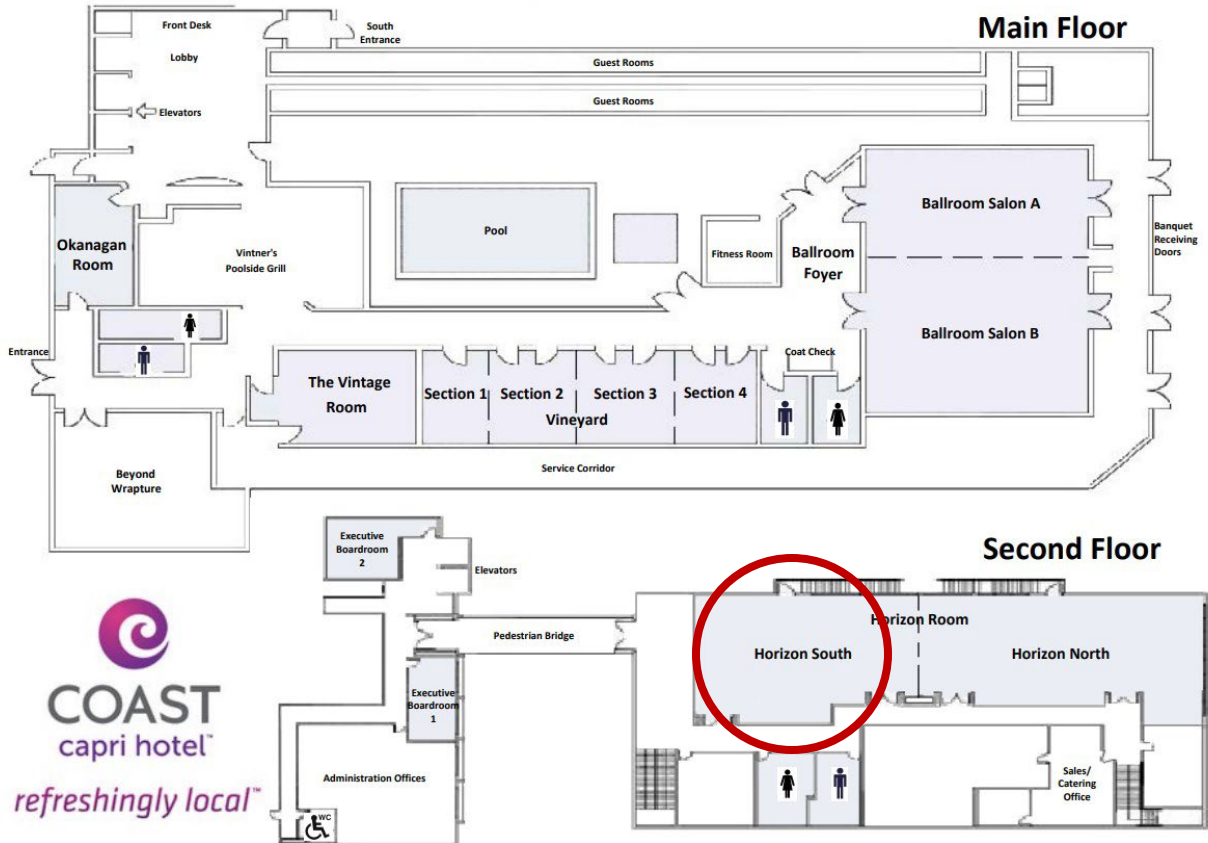 Main Floor
Front Desk
South
Entrance
Lobby
Elevators
Guest Rooms
Guest Rooms
Okanagan
Room
Vintner's
Poolside Grill
Pool
Fitness Room
Ballroom
Foyer
Ballroom Salon A
Ballroom Salon B
Banquet
Receiving
Doors
Entrance
Coat Check
The Vintage
Room
Section 1
Section 2
Section 3
Section 4
Vineyard
Beyond
Wrapture
Service Corridor
Second Floor
Executive
Boardroom
2
Elevators
Pedestrian Bridge
Horizon Room
Horizon South
Horizon North
Executive
Boardroom
1
Administration Offices
WC
Sales/
Catering
Office
COAST
capri hotel™
refreshingly local™